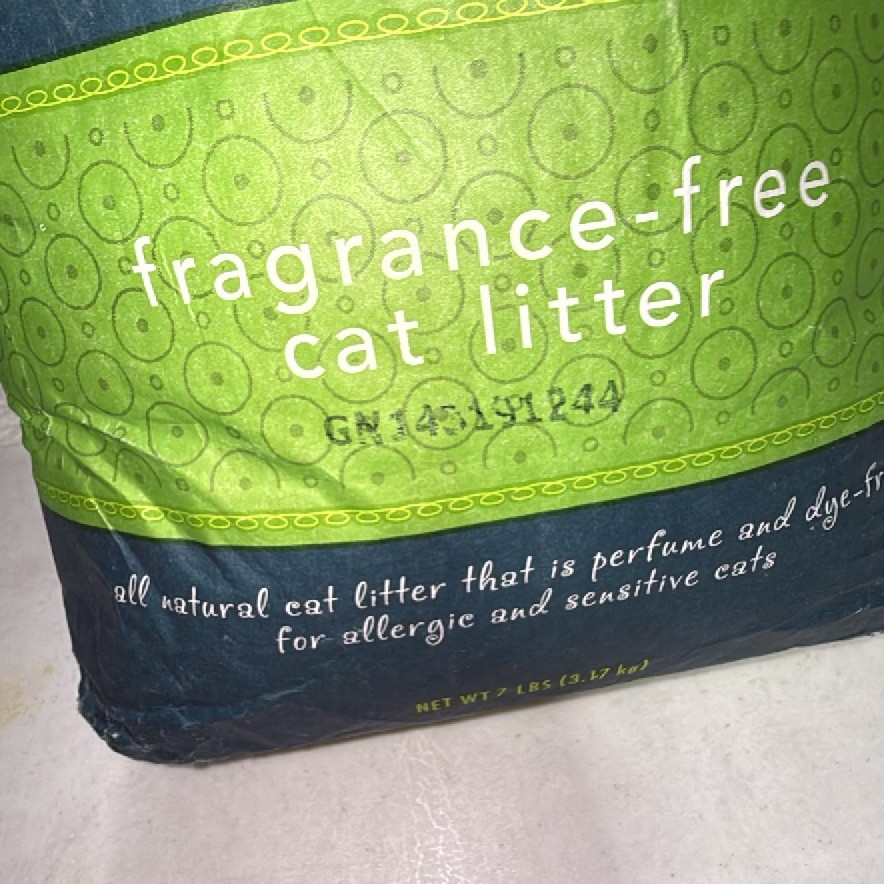 fragrance-free
cat litter
GN145191244
all natural cat litter that is perfume and dye-fr
for allergic and sensitive cats
NET WT 7 LBS (3.17 kg)